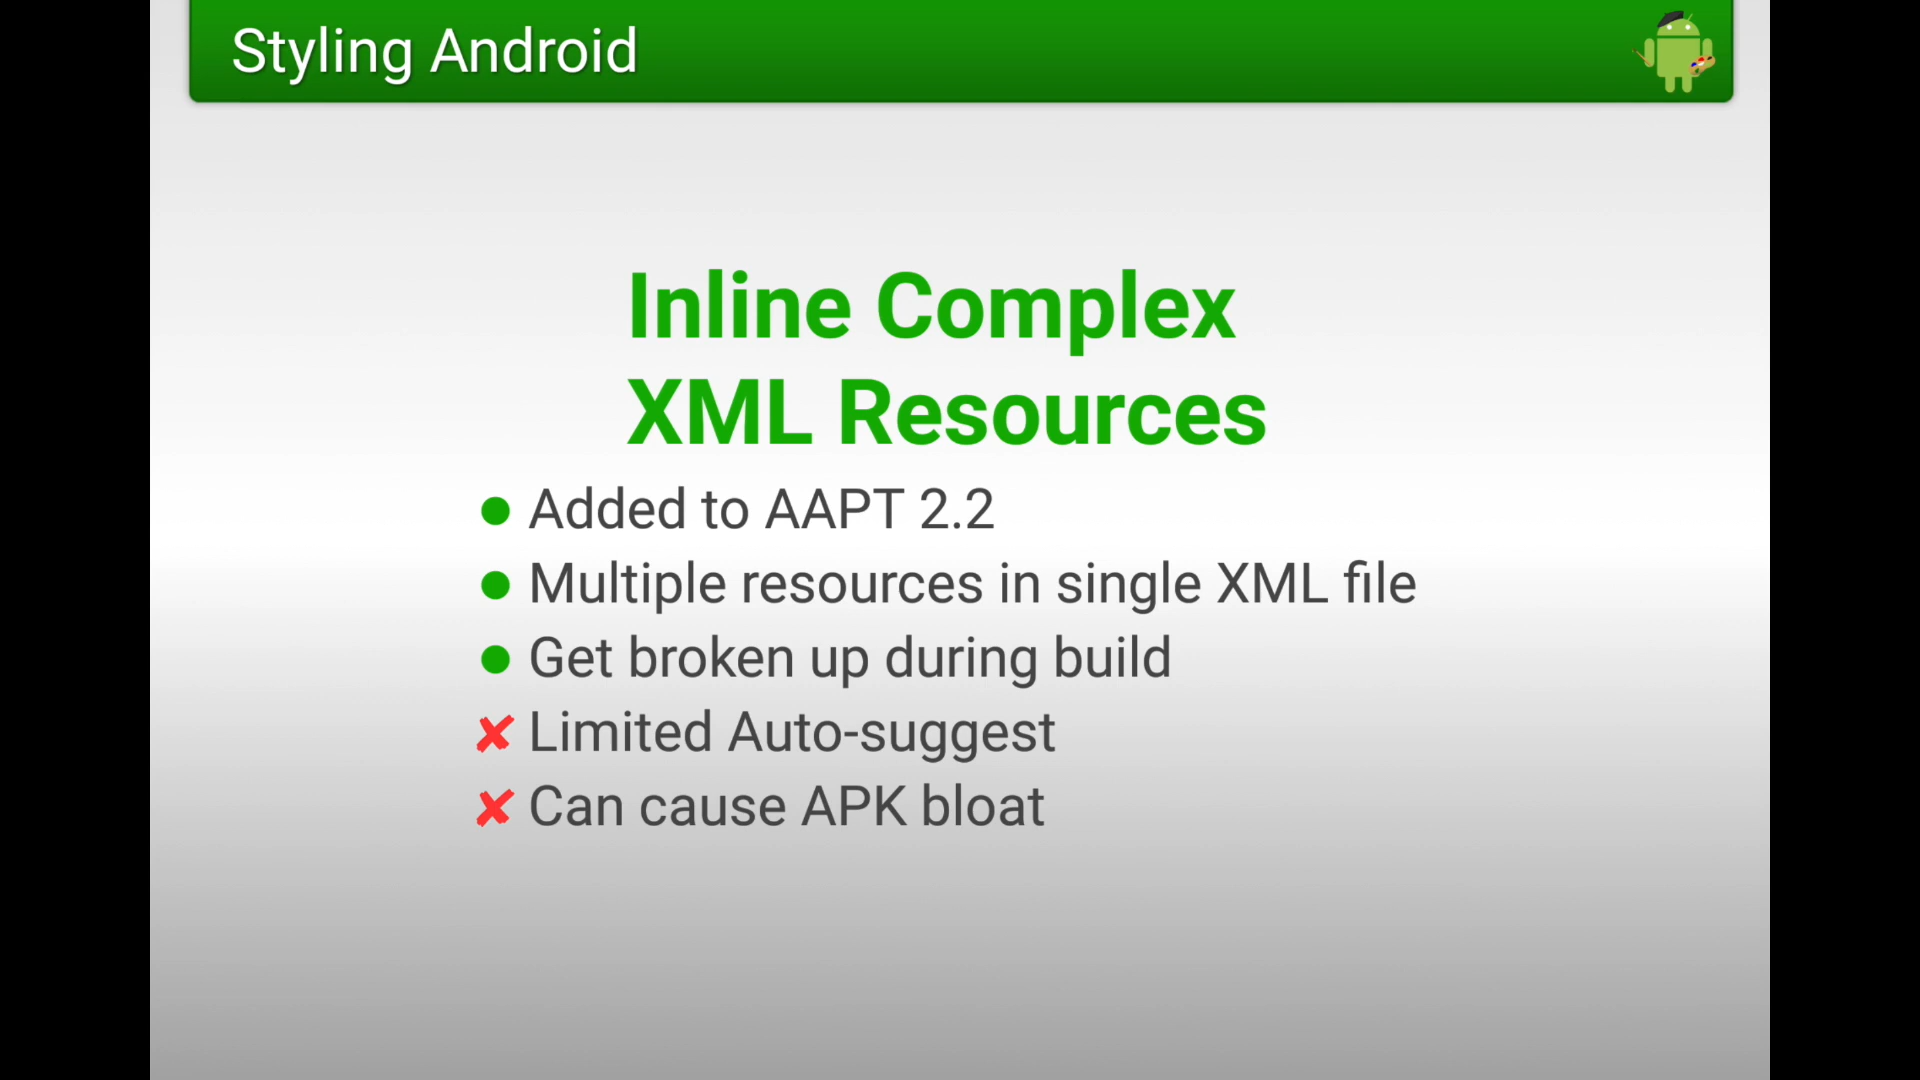 Styling Android
Inline Complex
XML Resources
Added to AAPT 2.2
Multiple resources in single XML file
Get broken up during build
Limited Auto-suggest
Can cause APK bloat